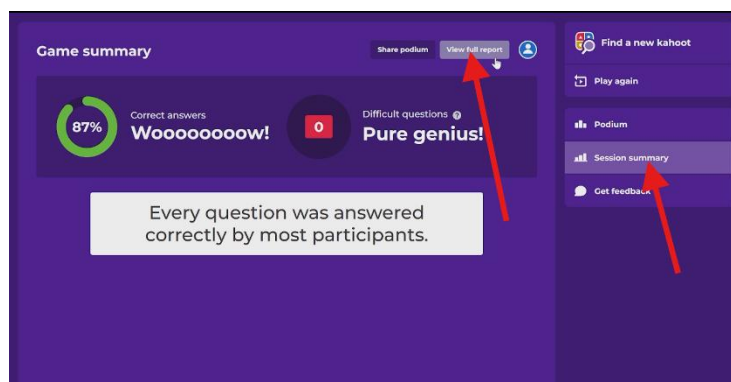 Game summary
Share podium
View full report
87%
Correct answers
Woooooooow!
0
Difficult questions
Pure genius!
Every question was answered
correctly by most participants.
Find a new kahoot
Play again
Podium
Session summary
Get feedback